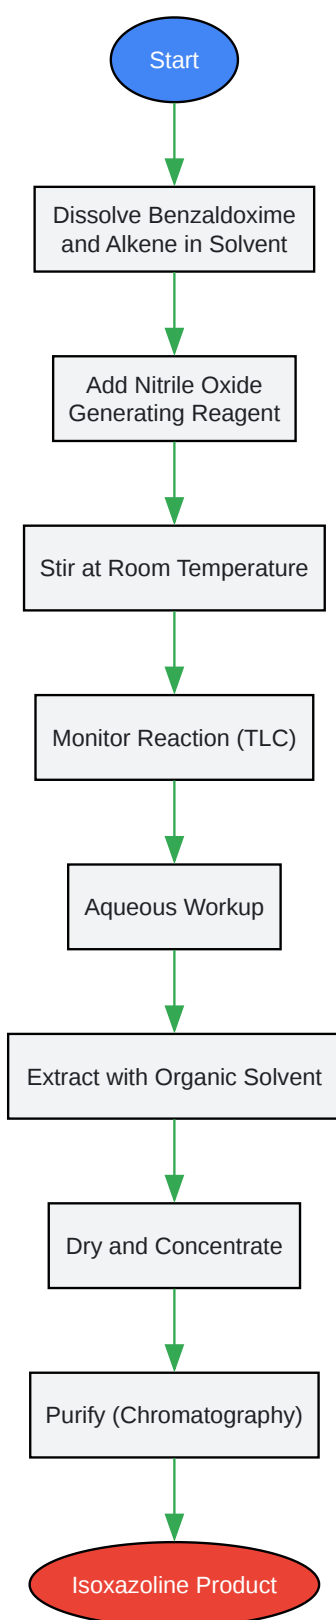 Start
Dissolve Benzaldoxime
and Alkene in Solvent
Add Nitrile Oxide
Generating Reagent
Stir at Room Temperature
Monitor Reaction (TLC)
Aqueous Workup
Extract with Organic Solvent
Dry and Concentrate
Purify (Chromatography)
Isoxazoline Product